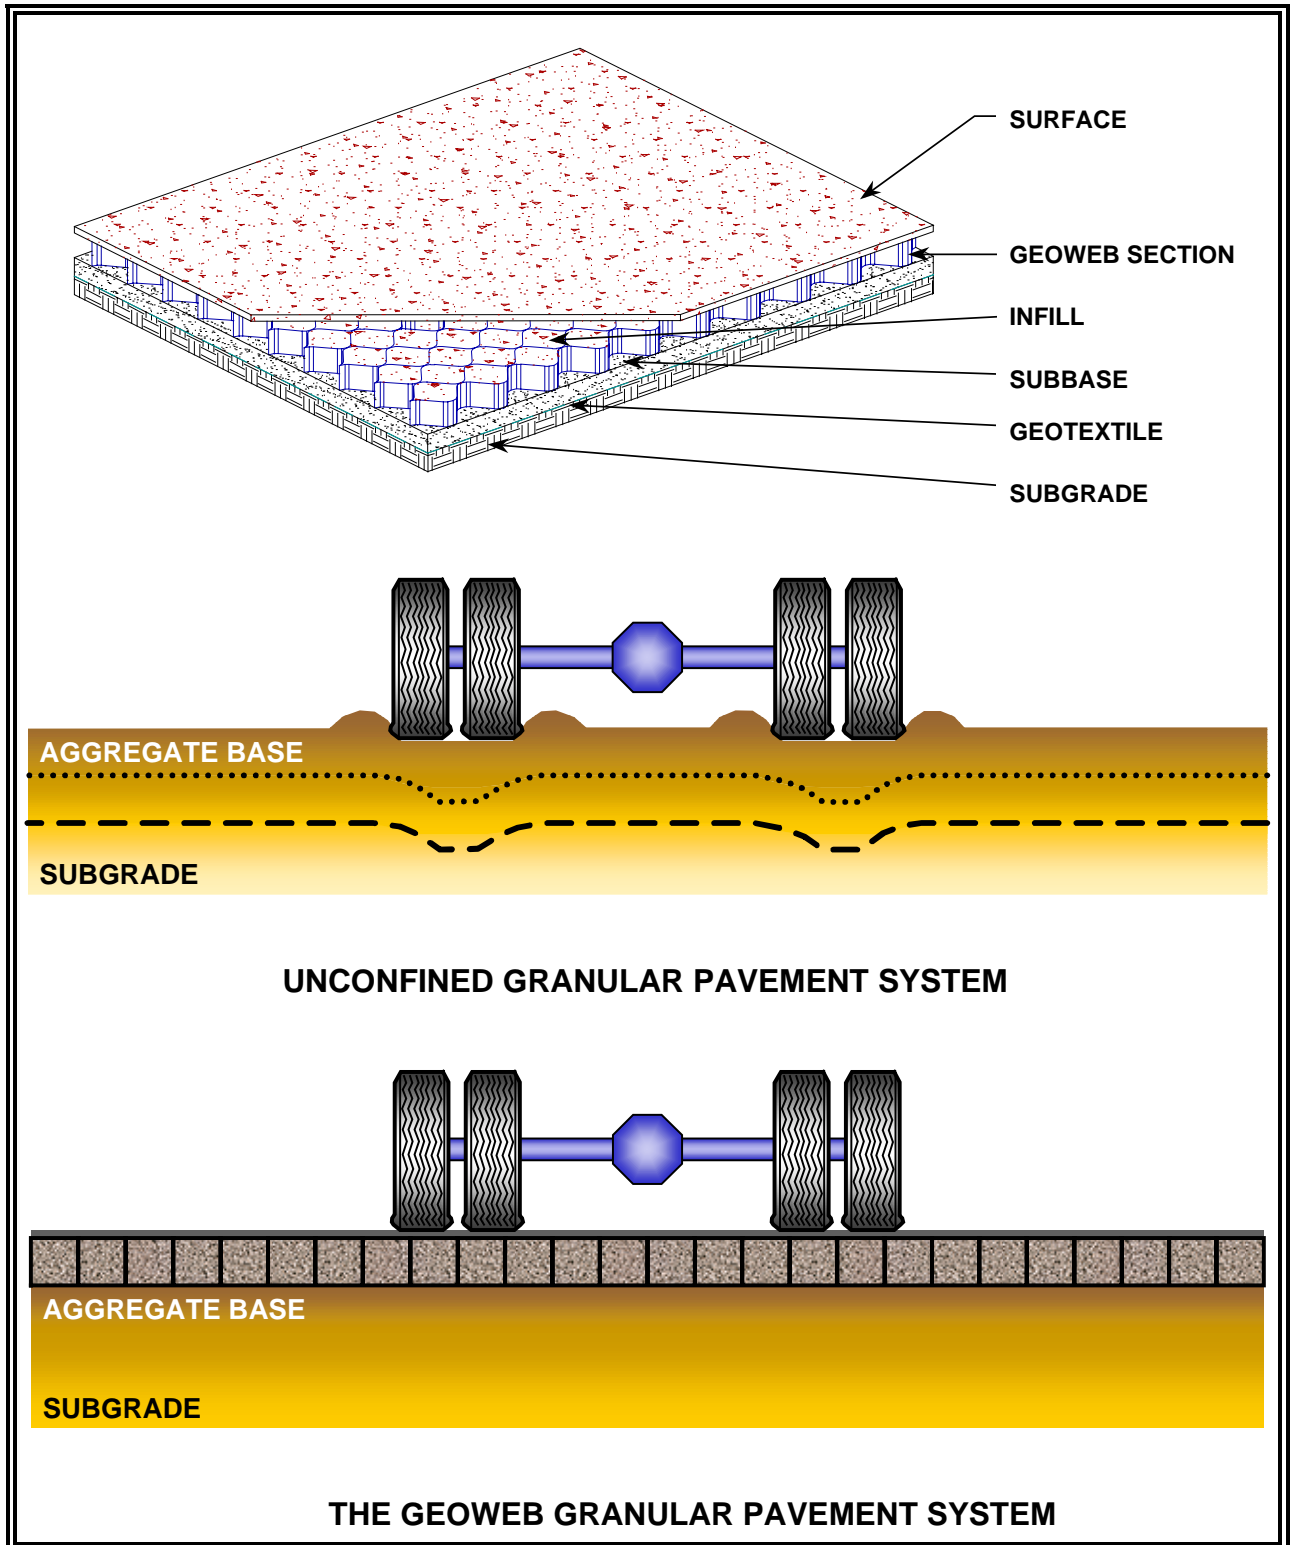 SURFACE
GEOWEB SECTION
INFILL
SUBBASE
GEOTEXTILE
SUBGRADE
AGGREGATE BASE
SUBGRADE
UNCONFINED GRANULAR PAVEMENT SYSTEM
AGGREGATE BASE
SUBGRADE
THE GEOWEB GRANULAR PAVEMENT SYSTEM